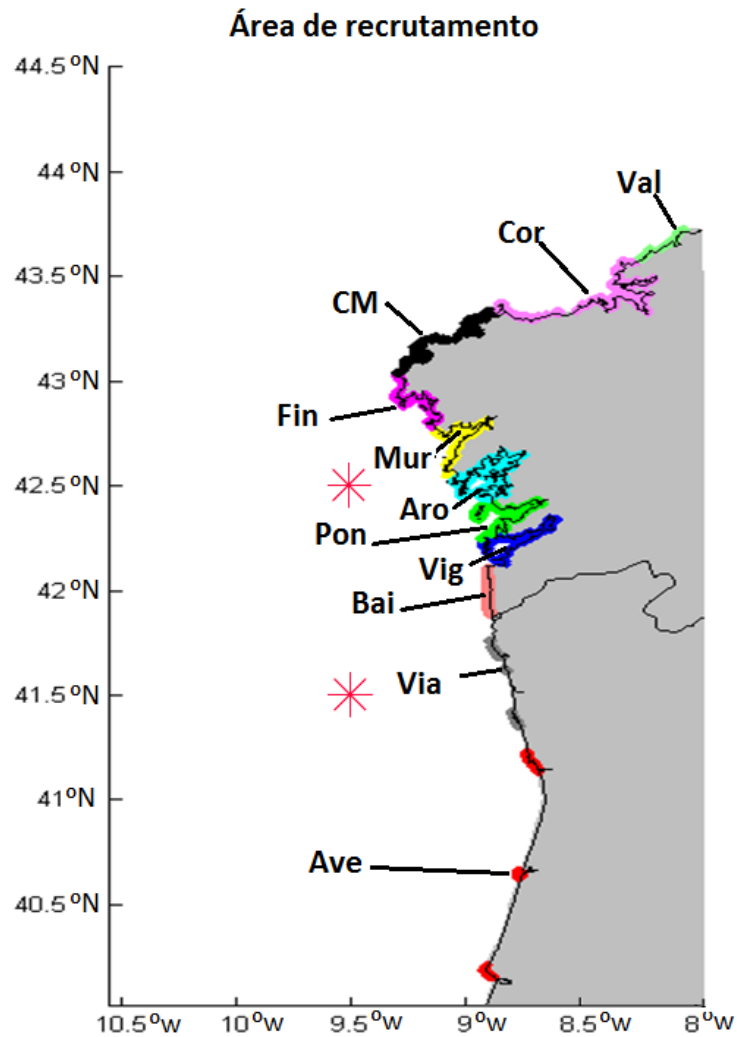 Área de recrutamento
44.5°N
44°N
Val
Cor
43.5°N
CM
43°N
Fin
Mur
42.5°N
Aro
Pon
Vig
42°N
Bai
Via
41.5°N
41°N
Ave
40.5°N
10.5°w 10°w 9.5°w 9°w 8.5°w 8°w